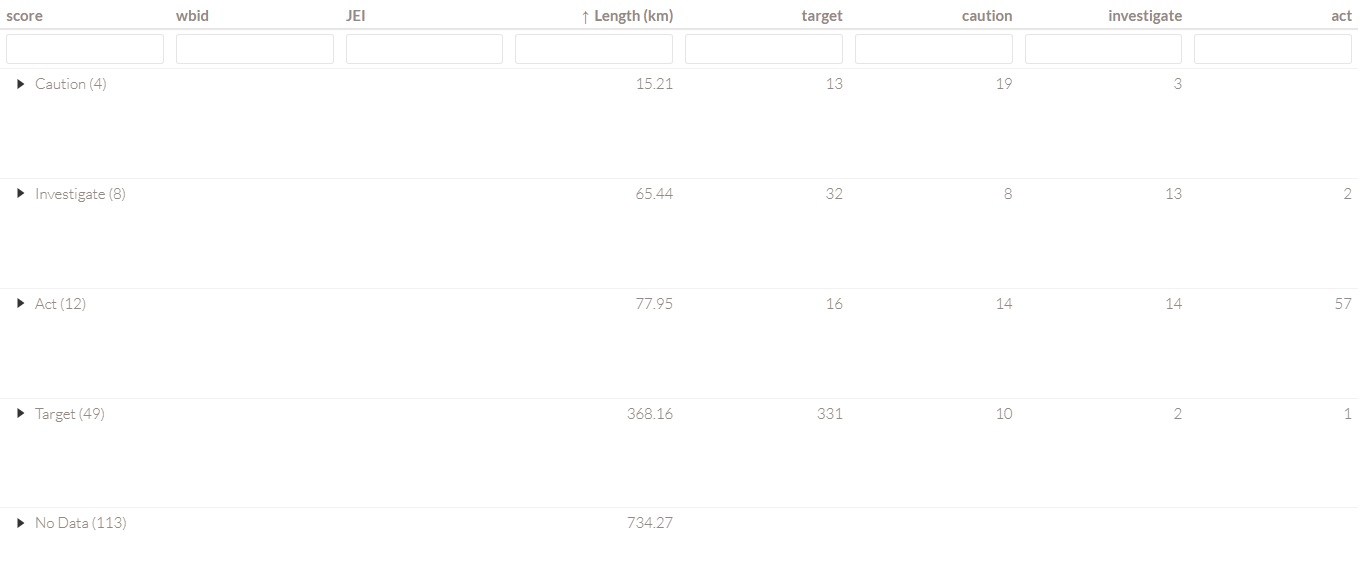 score wbid JEI ↑ Length (km) target caution investigate act
Caution (4) 15.21 13 19 3
Investigate (8) 65.44 32 8 13 2
Act (12) 77.95 16 14 14 57
Target (49) 368.16 331 10 2 1
No Data (113) 734.27